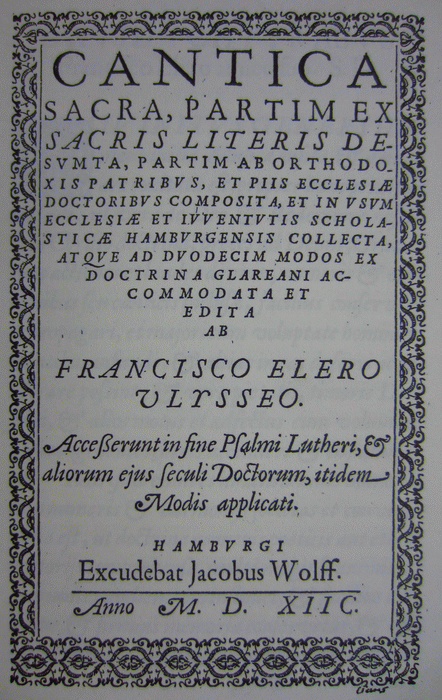 CANTICA
SACRA, PARTIM EX
SACRIS LITERIS DE-
SVMTA, PARTIM AB ORTHODO-
XIS PATRIBVS, ET PIIS ECCLESIÆ
DOCTORIBVS COMPOSITA, ET IN VSVM
ECCLESIÆ ET IVVENTVTIS SCHOLA-
STICÆ HAMBVRGENSIS COLLECTA,
ATQVE AD DVODECIM MODOS EX
DOCTRINA GLAREANI AC-
COMMODATA ET
EDITA
AB
FRANCISCO ELERO
VLYSSEO.
Acceßerunt in fine Pſalmi Lutheri, &
aliorum ejus ſeculi Doctorum, itidem
Modis applicati.
HAMBVRGI
Excudebat Jacobus Wolff.
Anno M. D. XIIC.